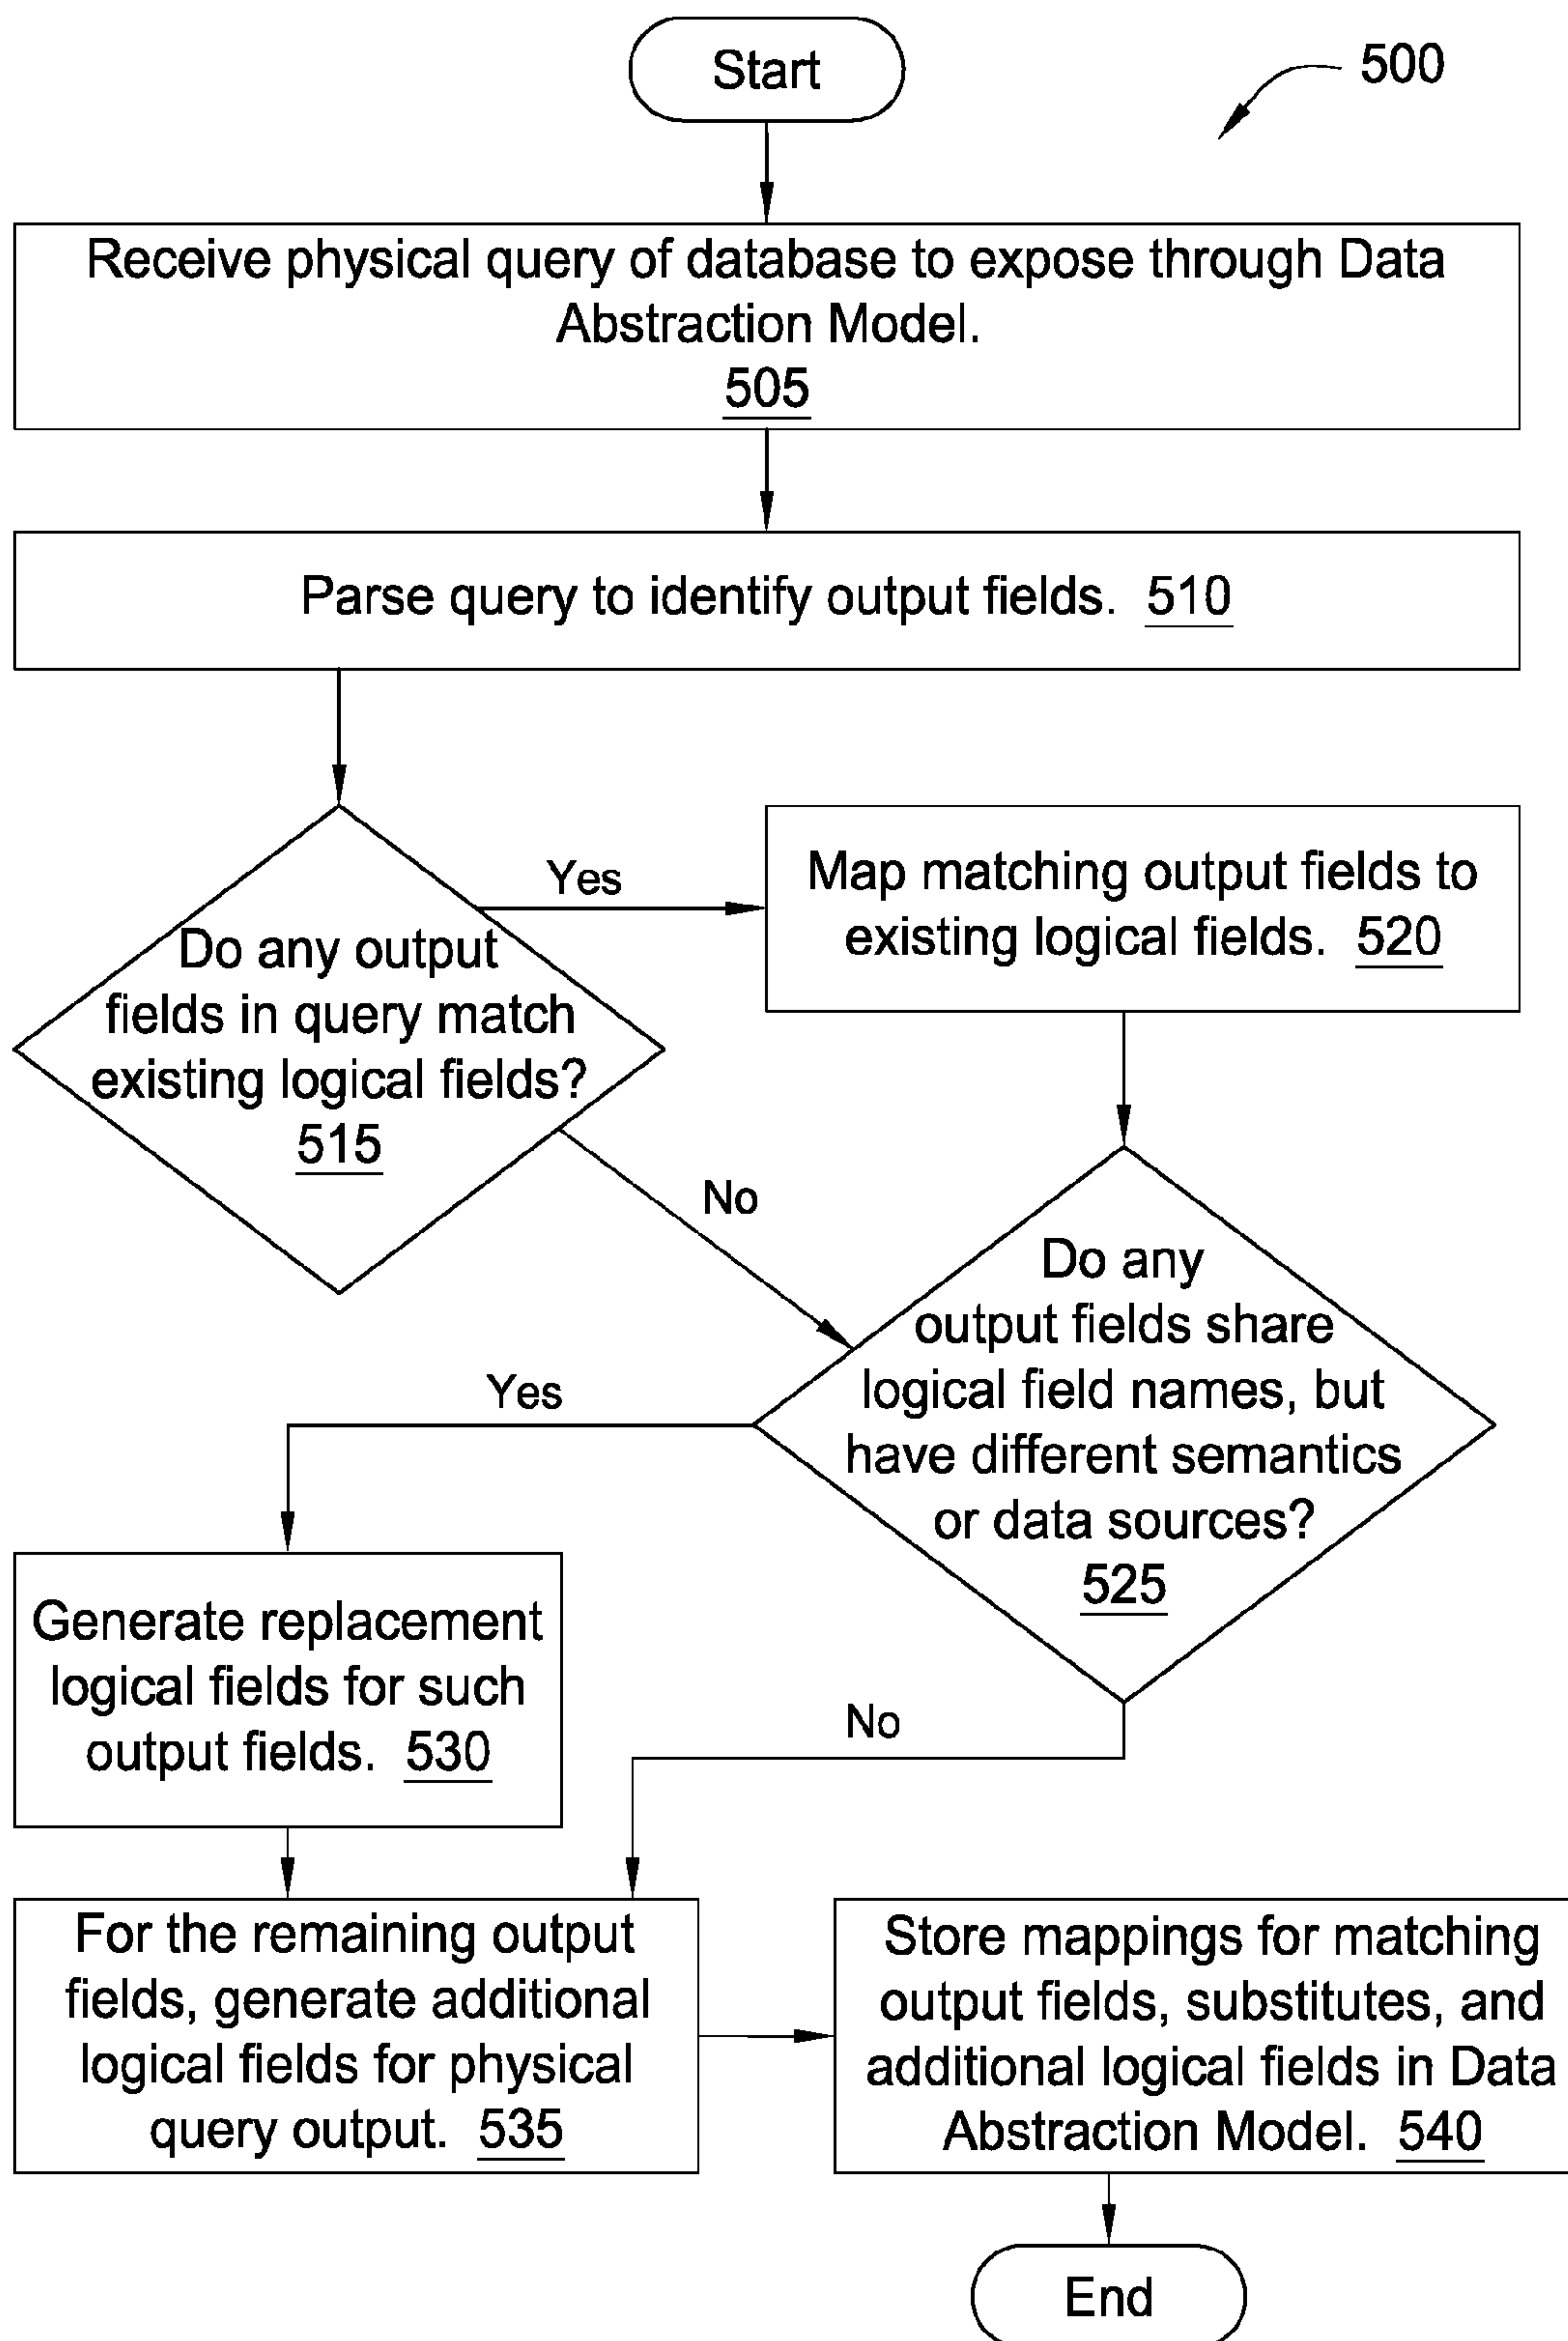 Start
500
Receive physical query of database to expose through Data
Abstraction Model.
505
Parse query to identify output fields. 510
Yes
Map matching output fields to
existing logical fields. 520
Do any output
fields in query match
existing logical fields?
515
No
Do any
output fields share
logical field names, but
have different semantics
or data sources?
525
Yes
Generate replacement
logical fields for such
output fields. 530
No
For the remaining output
fields, generate additional
logical fields for physical
query output. 535
Store mappings for matching
output fields, substitutes, and
additional logical fields in Data
Abstraction Model. 540
End